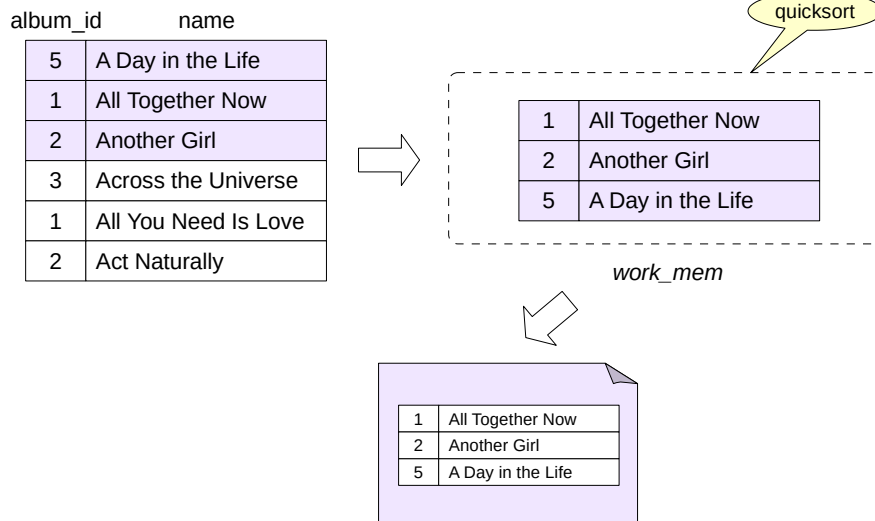 album_id name
5 A Day in the Life
1 All Together Now
2 Another Girl
3 Across the Universe
1 All You Need Is Love
2 Act Naturally
quicksort
1 All Together Now
2 Another Girl
5 A Day in the Life
work_mem
1 All Together Now
2 Another Girl
5 A Day in the Life